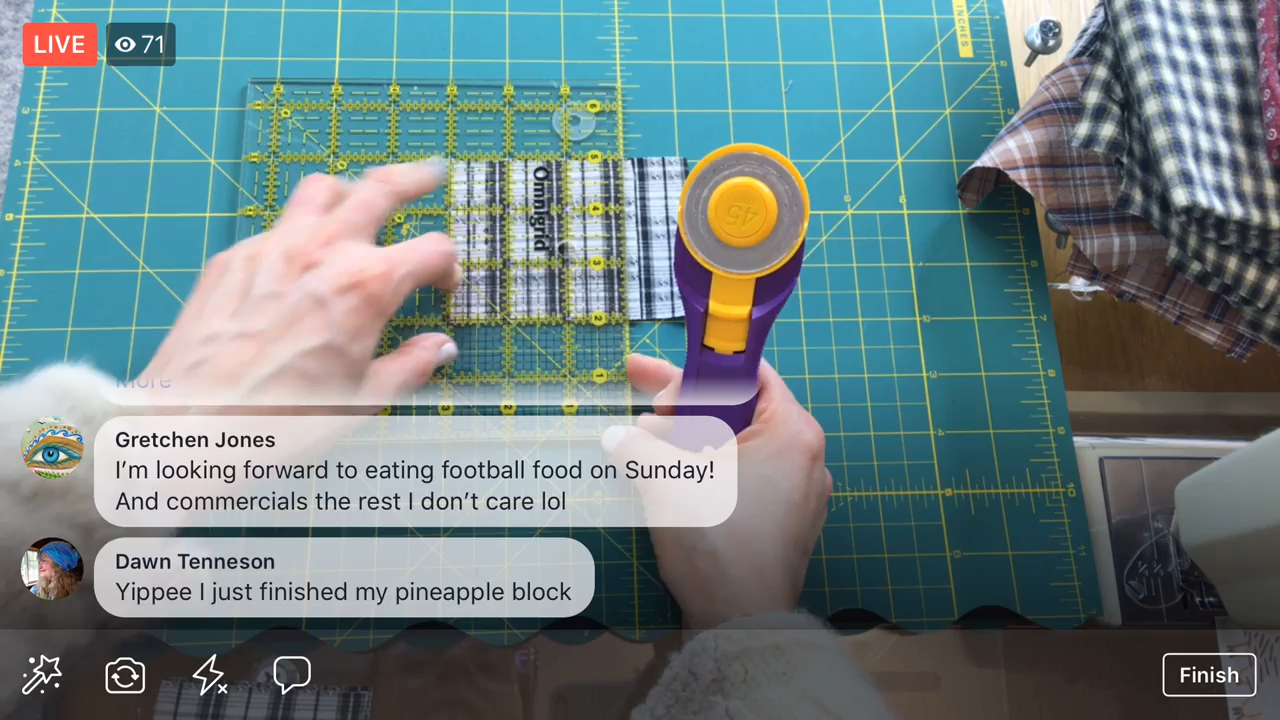 LIVE 71
INCHES
Omnigrid
45
More
Gretchen Jones
I’m looking forward to eating football food on Sunday!
And commercials the rest I don’t care lol
Dawn Tenneson
Yippee I just finished my pineapple block
Finish